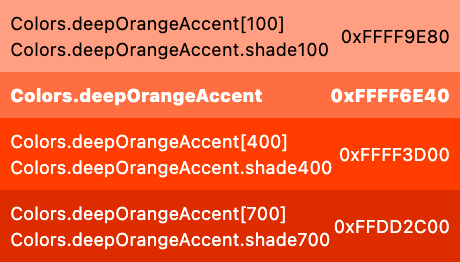 Colors.deepOrangeAccent[100]
Colors.deepOrangeAccent.shade100
0xFFFF9E80
Colors.deepOrangeAccent 0xFFFF6E40
Colors.deepOrangeAccent[400]
Colors.deepOrangeAccent.shade400
0xFFFF3D00
Colors.deepOrangeAccent[700]
Colors.deepOrangeAccent.shade700
0xFFDD2C00